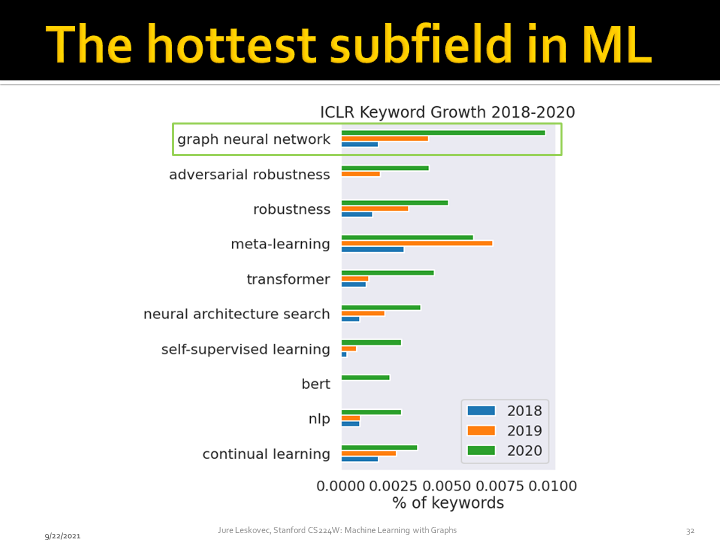 The hottest subfield in ML
ICLR Keyword Growth 2018-2020
graph neural network
adversarial robustness
robustness
meta-learning
transformer
neural architecture search
self-supervised learning
bert
nlp
continual learning
2018
2019
2020
0.0000 0.0025 0.0050 0.0075 0.0100
% of keywords
9/22/2021
Jure Leskovec, Stanford CS224W: Machine Learning with Graphs
32